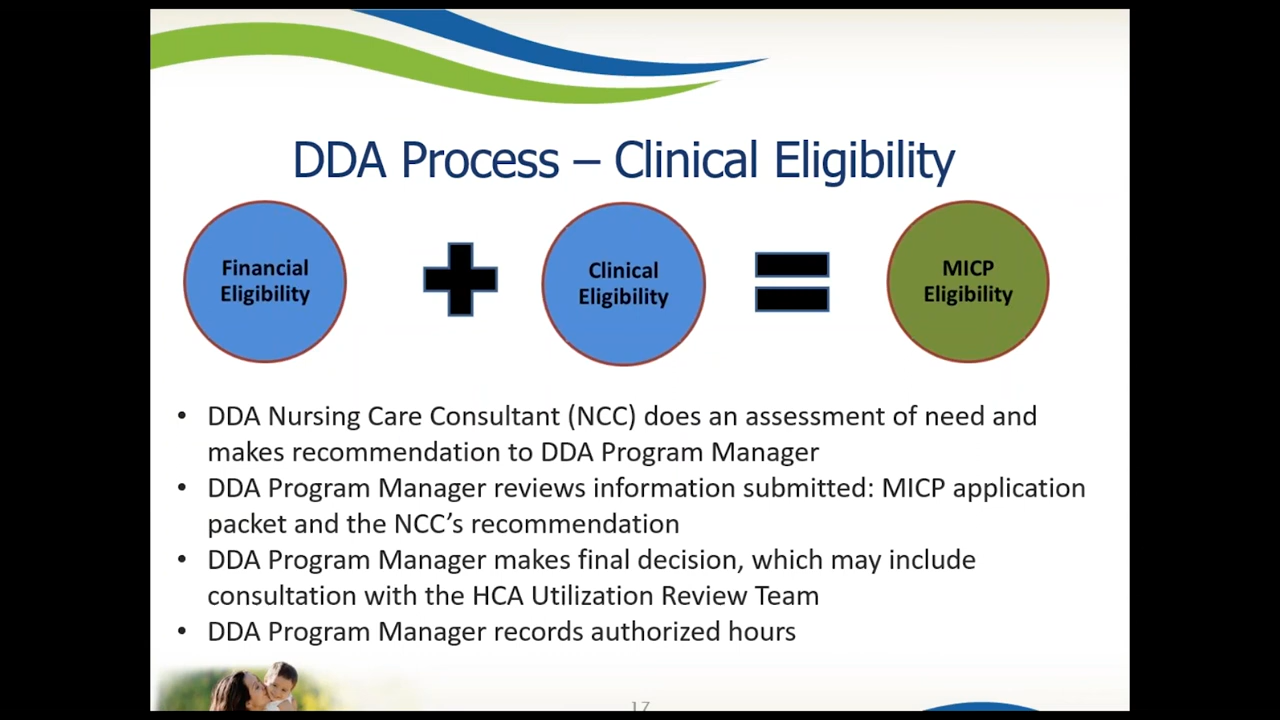 DDA Process – Clinical Eligibility
Financial
Eligibility
Clinical
Eligibility
MICP
Eligibility
• DDA Nursing Care Consultant (NCC) does an assessment of need and
makes recommendation to DDA Program Manager
• DDA Program Manager reviews information submitted: MICP application
packet and the NCC’s recommendation
• DDA Program Manager makes final decision, which may include
consultation with the HCA Utilization Review Team
• DDA Program Manager records authorized hours
17